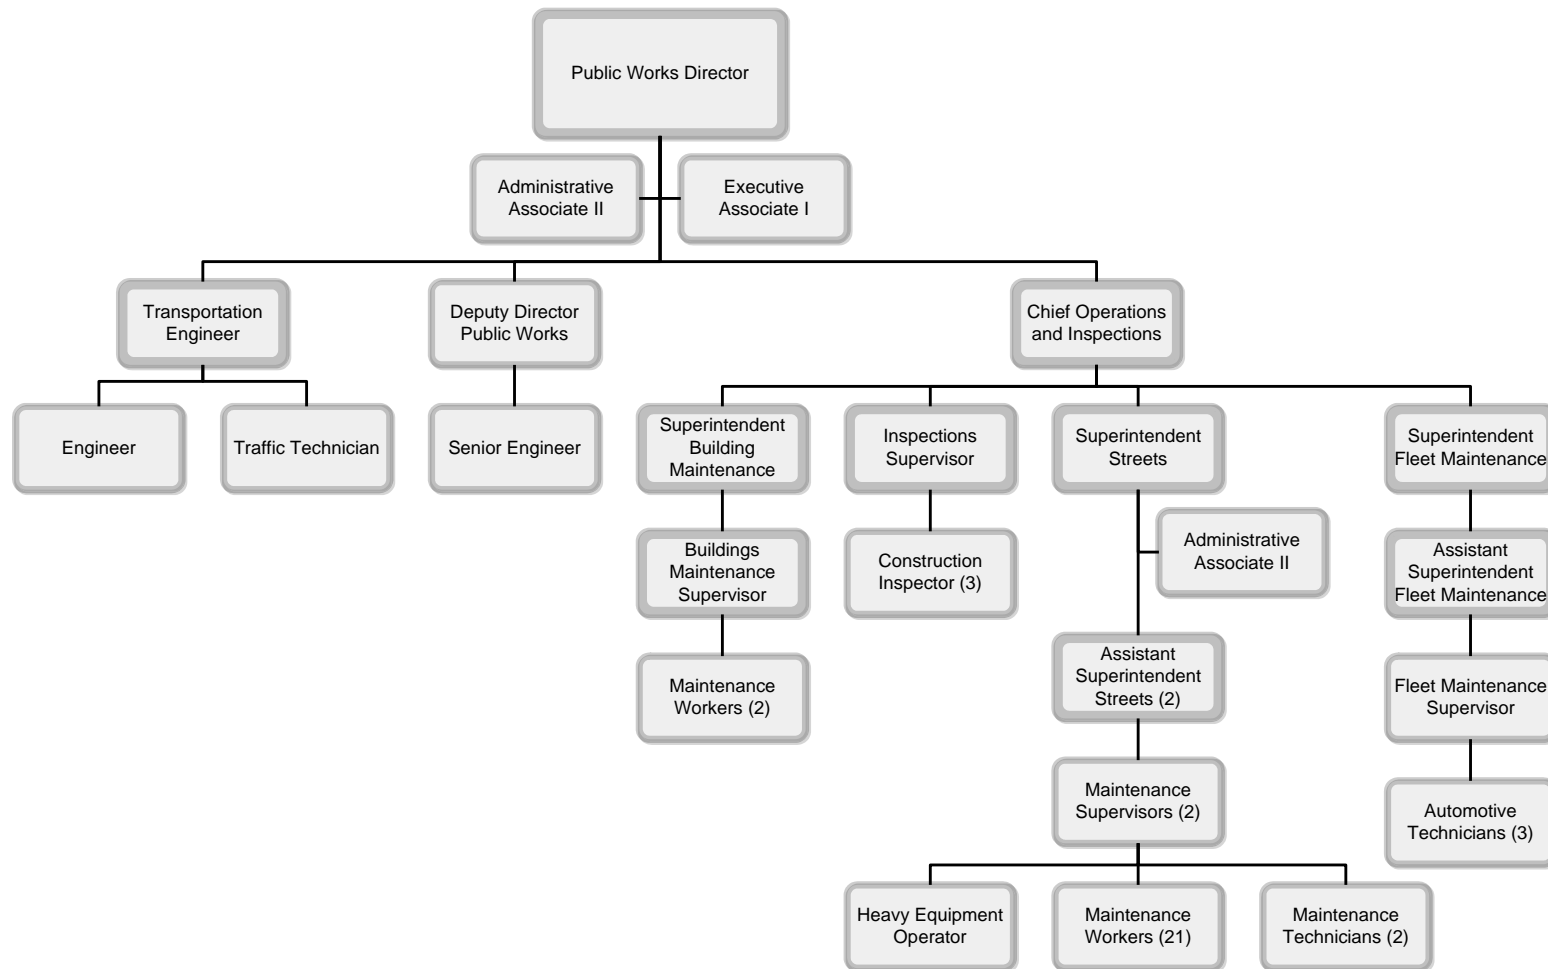 Public Works Director
Administrative
Associate II
Executive
Associate I
Transportation
Engineer
Deputy Director
Public Works
Chief Operations
and Inspections
Engineer
Traffic Technician
Senior Engineer
Superintendent
Building
Maintenance
Inspections
Supervisor
Superintendent
Streets
Superintendent
Fleet Maintenance
Buildings
Maintenance
Supervisor
Construction
Inspector (3)
Administrative
Associate II
Assistant
Superintendent
Fleet Maintenance
Maintenance
Workers (2)
Assistant
Superintendent
Streets (2)
Fleet Maintenance
Supervisor
Maintenance
Supervisors (2)
Automotive
Technicians (3)
Heavy Equipment
Operator
Maintenance
Workers (21)
Maintenance
Technicians (2)